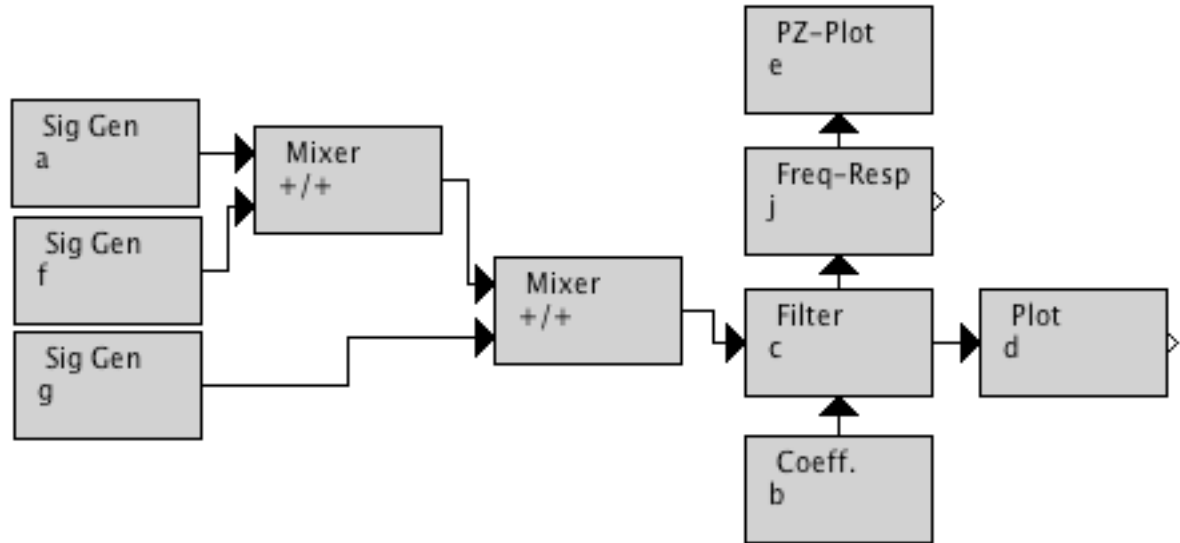 PZ-Plot
e
Sig Gen
a
Mixer
+/+
Freq-Resp
j
Sig Gen
f
Mixer
+/+
Filter
c
Plot
d
Sig Gen
g
Coeff.
b